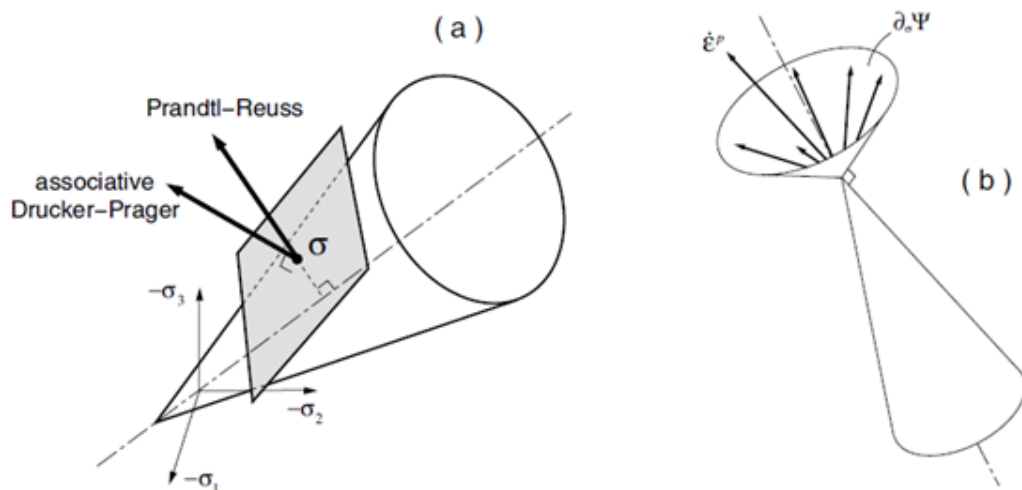 ( a )
Prandtl–Reuss
associative
Drucker–Prager
σ
−σ₃
−σ₂
−σ₁
ε̇ᵖ
∂σΨ
( b )